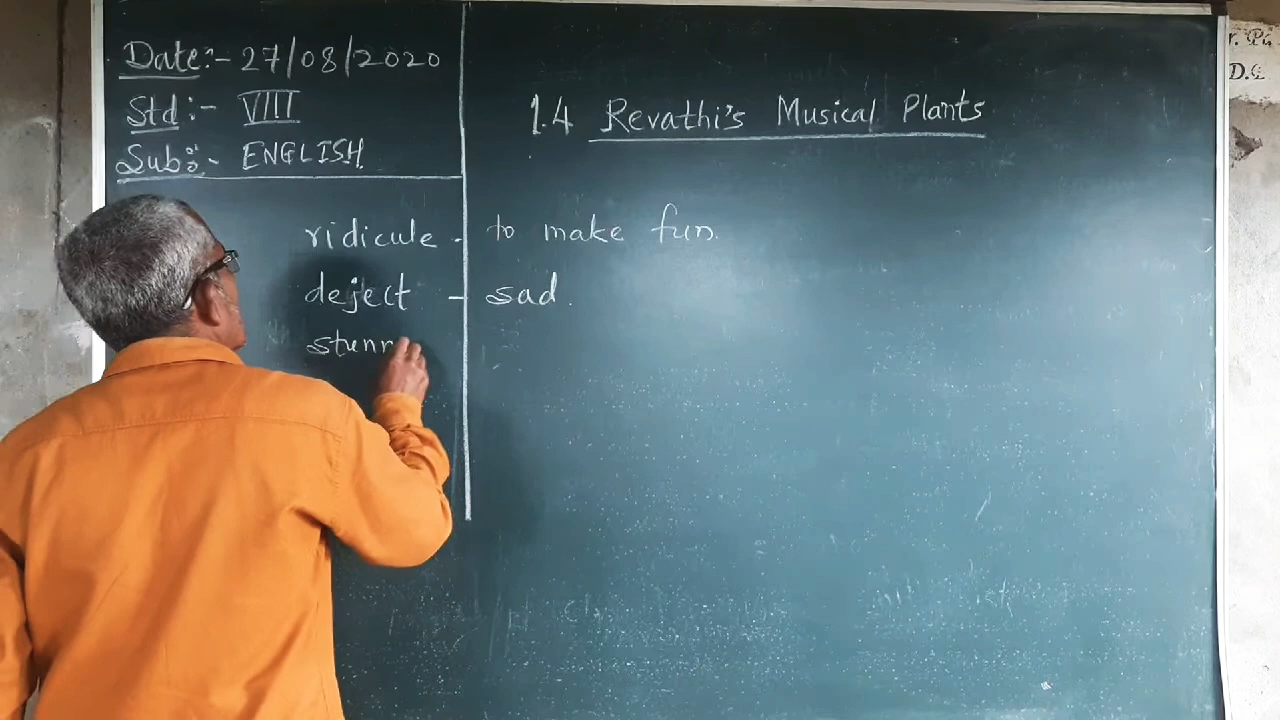 Date:- 27/08/2020
Std:- VIII
Sub:- ENGLISH
1.4 Revathi's Musical Plants
ridicule - to make fun.
deject - sad.
stunn
D.C